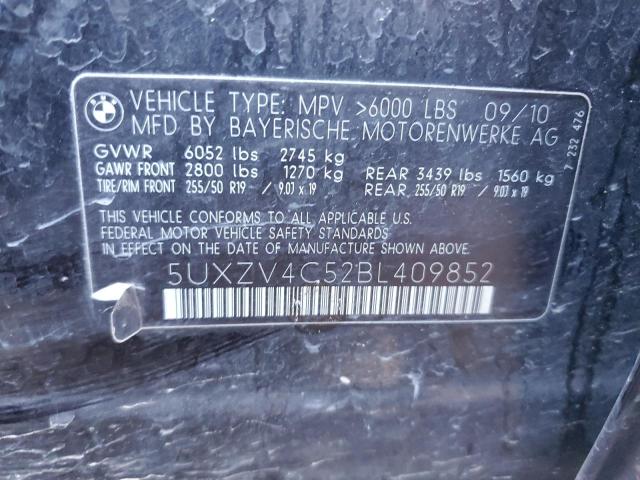 BMW
VEHICLE TYPE: MPV >6000 LBS 09/10
MFD BY BAYERISCHE MOTORENWERKE AG
GVWR 6052 lbs 2745 kg
GAWR FRONT 2800 lbs 1270 kg REAR 3439 lbs 1560 kg
TIRE/RIM FRONT 255/50 R19 / 9.0J x 19 REAR. 255/50 R19 / 9.0J x 19
THIS VEHICLE CONFORMS TO ALL APPLICABLE U.S.
FEDERAL MOTOR VEHICLE SAFETY STANDARDS
IN EFFECT ON THE DATE OF MANUFACTURE SHOWN ABOVE.
5UXZV4C52BL409852
7 232 476